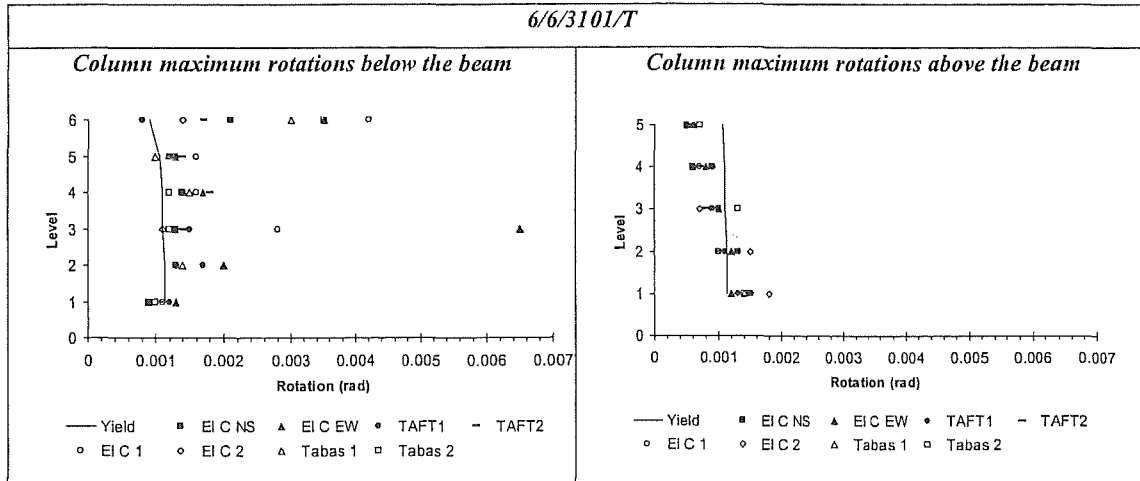 6/6/3101/T
Column maximum rotations below the beam
Level
6
5
4
3
2
1
0
0 0.001 0.002 0.003 0.004 0.005 0.006 0.007
Rotation (rad)
Yield El C NS El C EW TAFT1 TAFT2
El C 1 El C 2 Tabas 1 Tabas 2
Column maximum rotations above the beam
Level
5
4
3
2
1
0
0 0.001 0.002 0.003 0.004 0.005 0.006 0.007
Rotation (rad)
Yield El C NS El C EW TAFT1 TAFT2
El C 1 El C 2 Tabas 1 Tabas 2